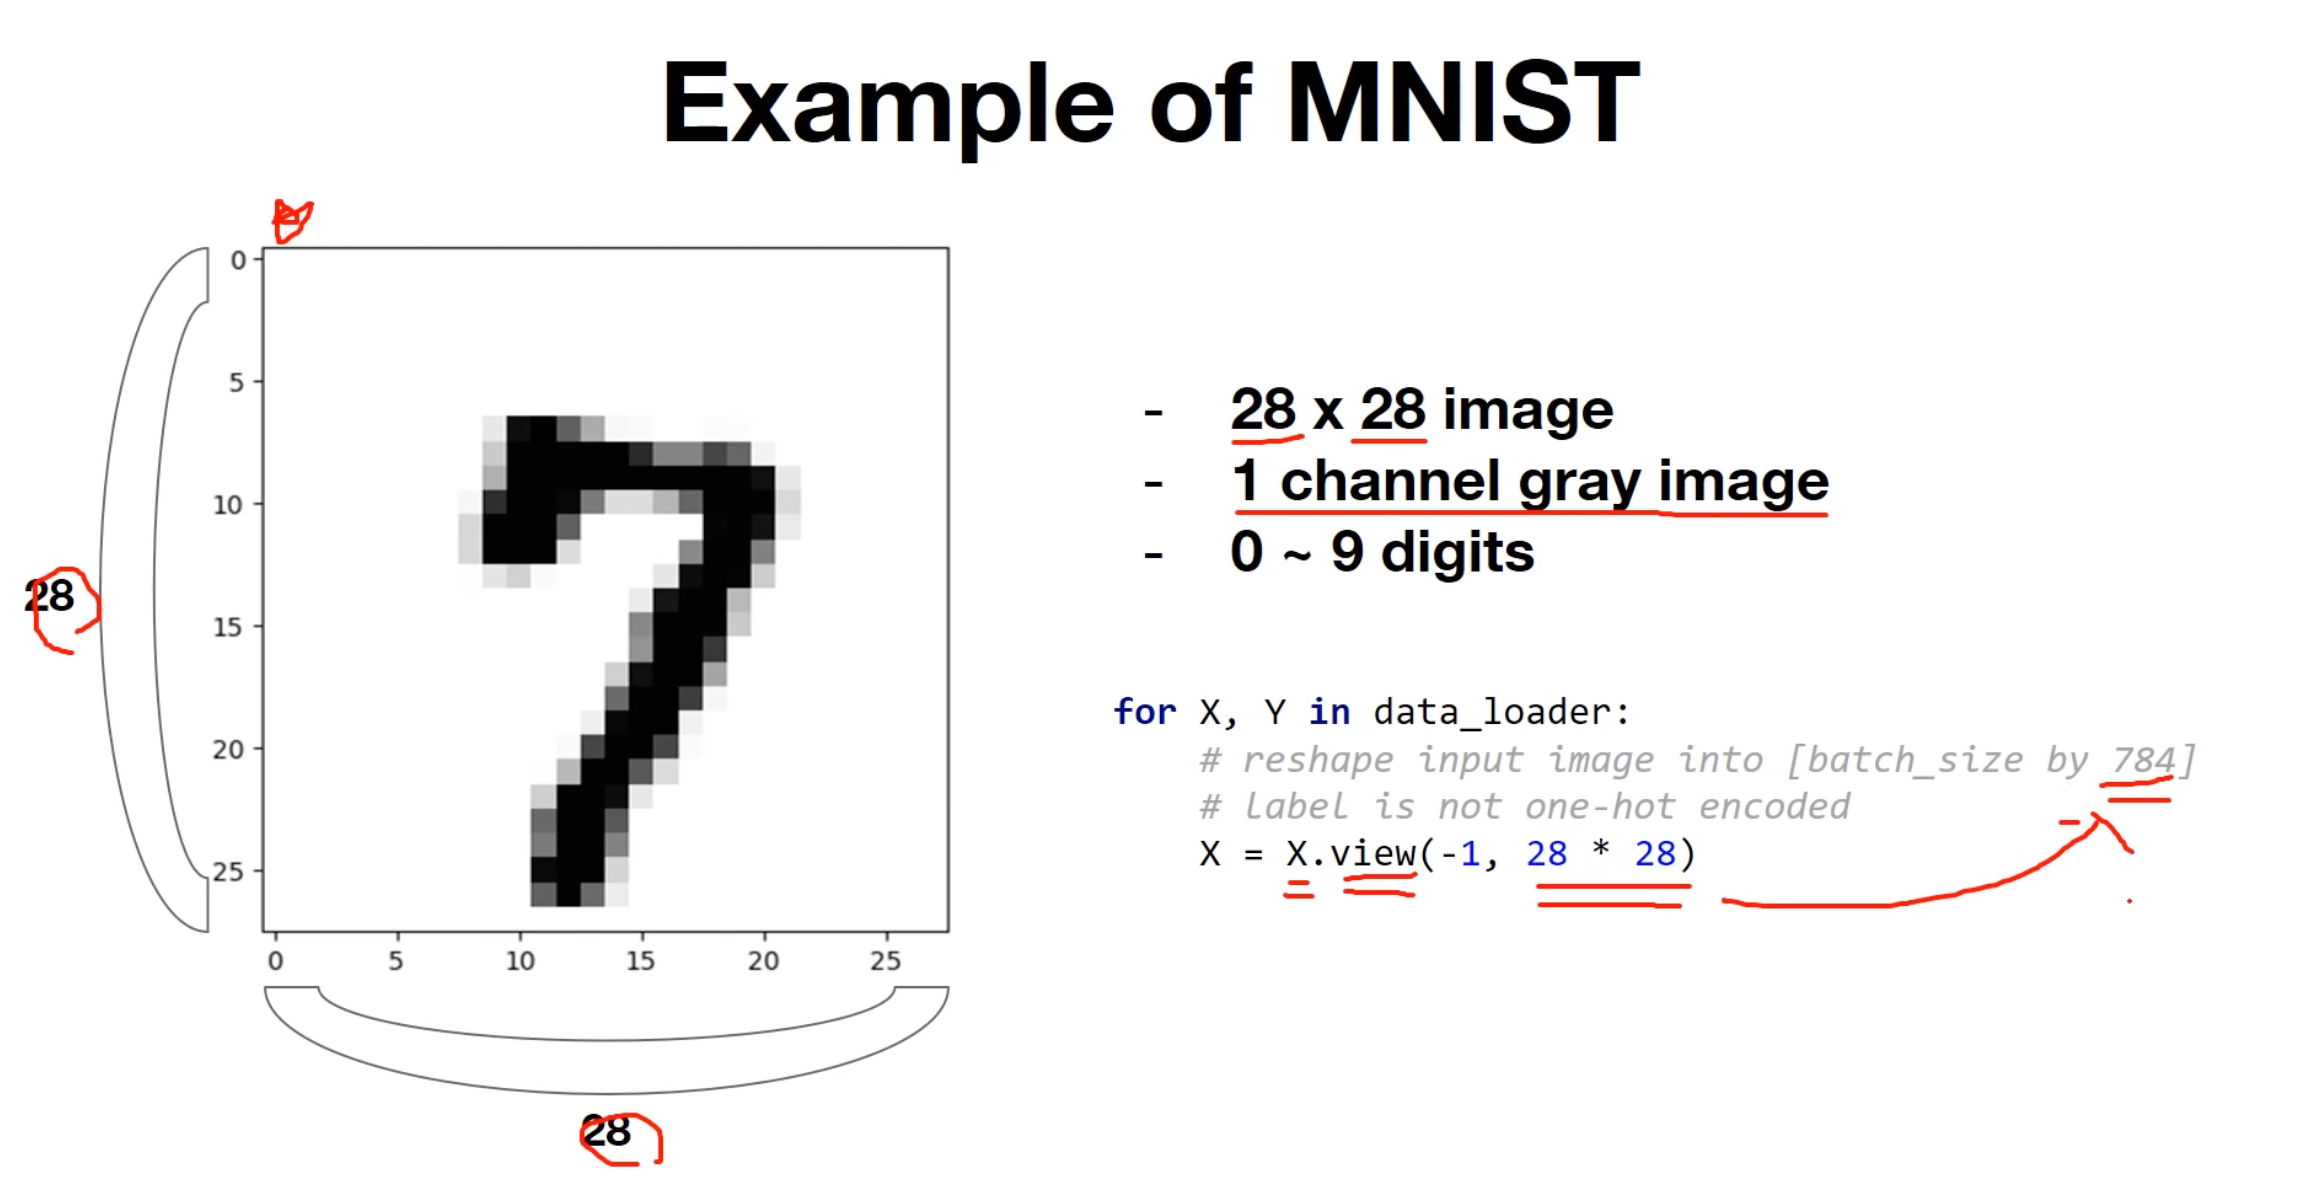 Example of MNIST
0
5
10
15
20
25
28
0 5 10 15 20 25
28
- 28 x 28 image
- 1 channel gray image
- 0 ~ 9 digits
for X, Y in data_loader:
# reshape input image into [batch_size by 784]
# label is not one-hot encoded
X = X.view(-1, 28 * 28)